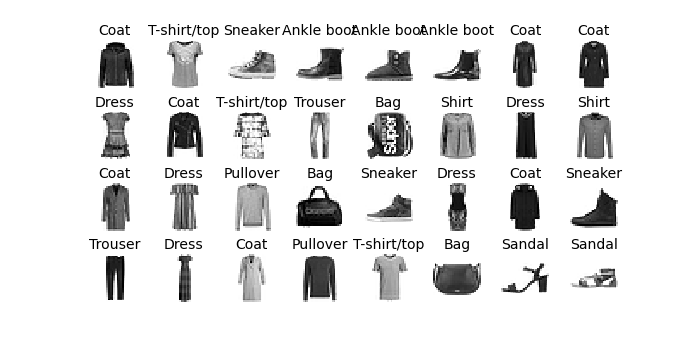 Coat T-shirt/top Sneaker Ankle boot Ankle boot Ankle boot Coat Coat
Dress Coat T-shirt/top Trouser Bag Shirt Dress Shirt
Super
Coat Dress Pullover Bag Sneaker Dress Coat Sneaker
Trouser Dress Coat Pullover T-shirt/top Bag Sandal Sandal